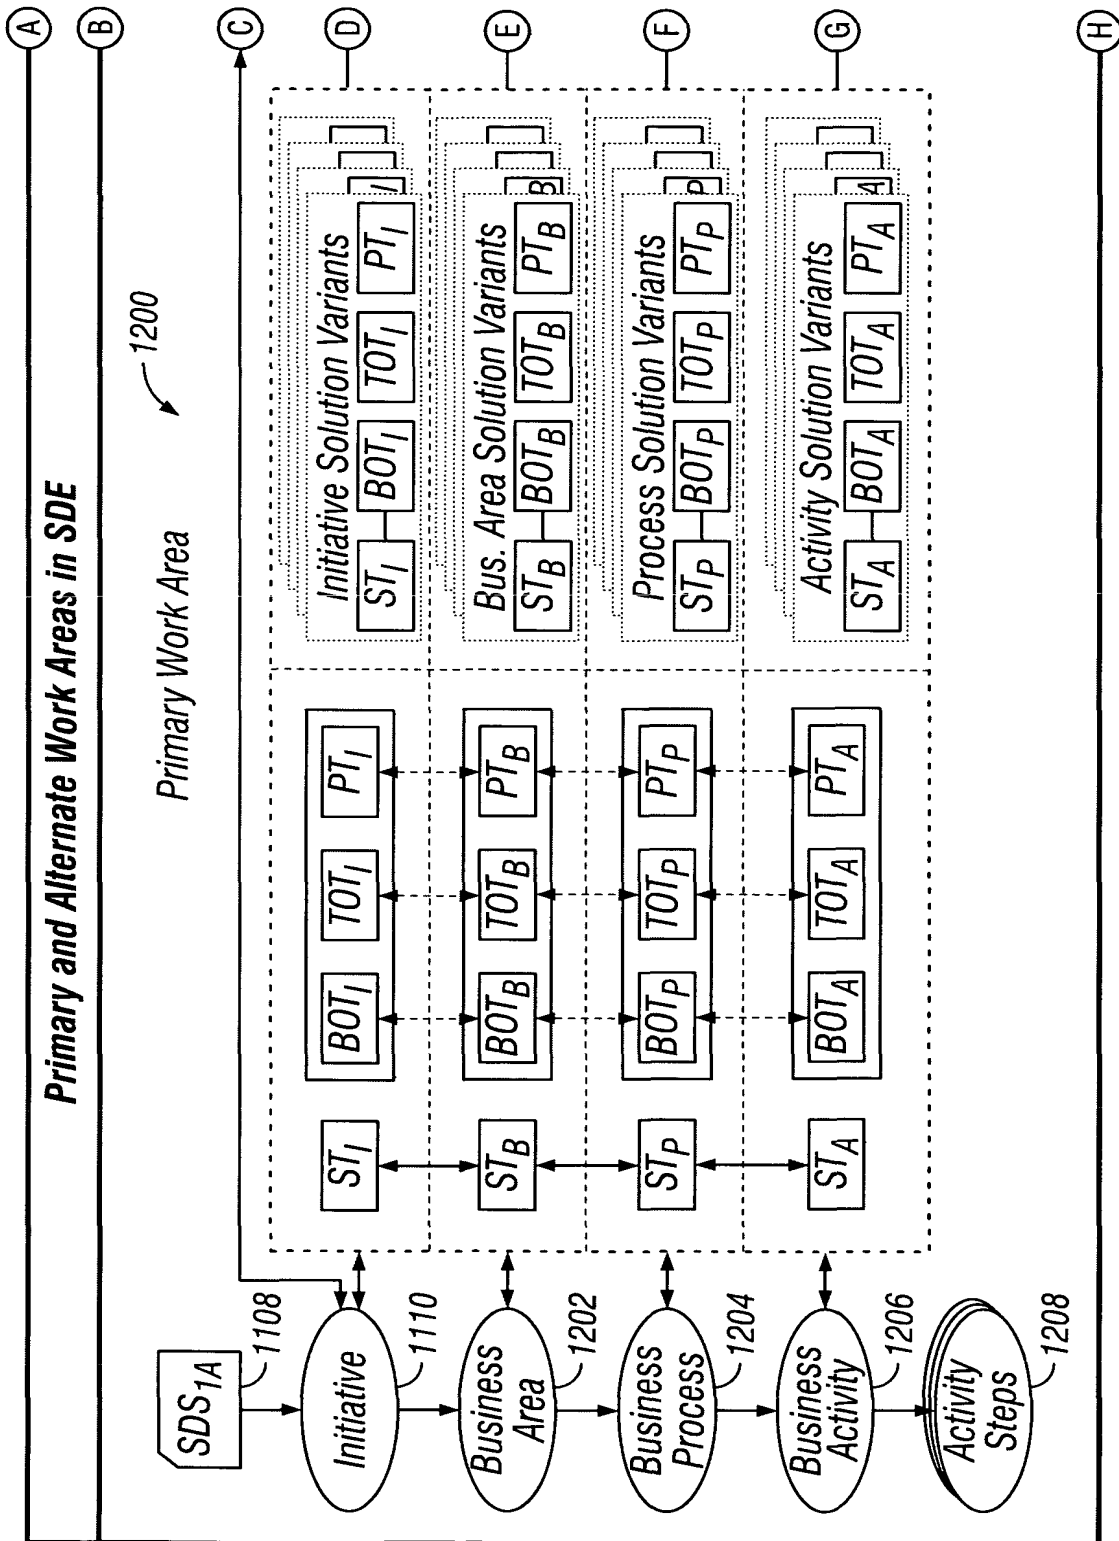 Primary and Alternate Work Areas in SDE
A
B
Primary Work Area
1200
C
SDS1A
1108
Initiative
1110
STI
BOTI
TOTI
PTI
Initiative Solution Variants
STI
BOTI
TOTI
PTI
I
D
Business
Area
1202
STB
BOTB
TOTB
PTB
Bus. Area Solution Variants
STB
BOTB
TOTB
PTB
B
E
Business
Process
1204
STP
BOTP
TOTP
PTP
Process Solution Variants
STP
BOTP
TOTP
PTP
P
F
Business
Activity
1206
STA
BOTA
TOTA
PTA
Activity Solution Variants
STA
BOTA
TOTA
PTA
A
G
Activity
Steps
1208
H